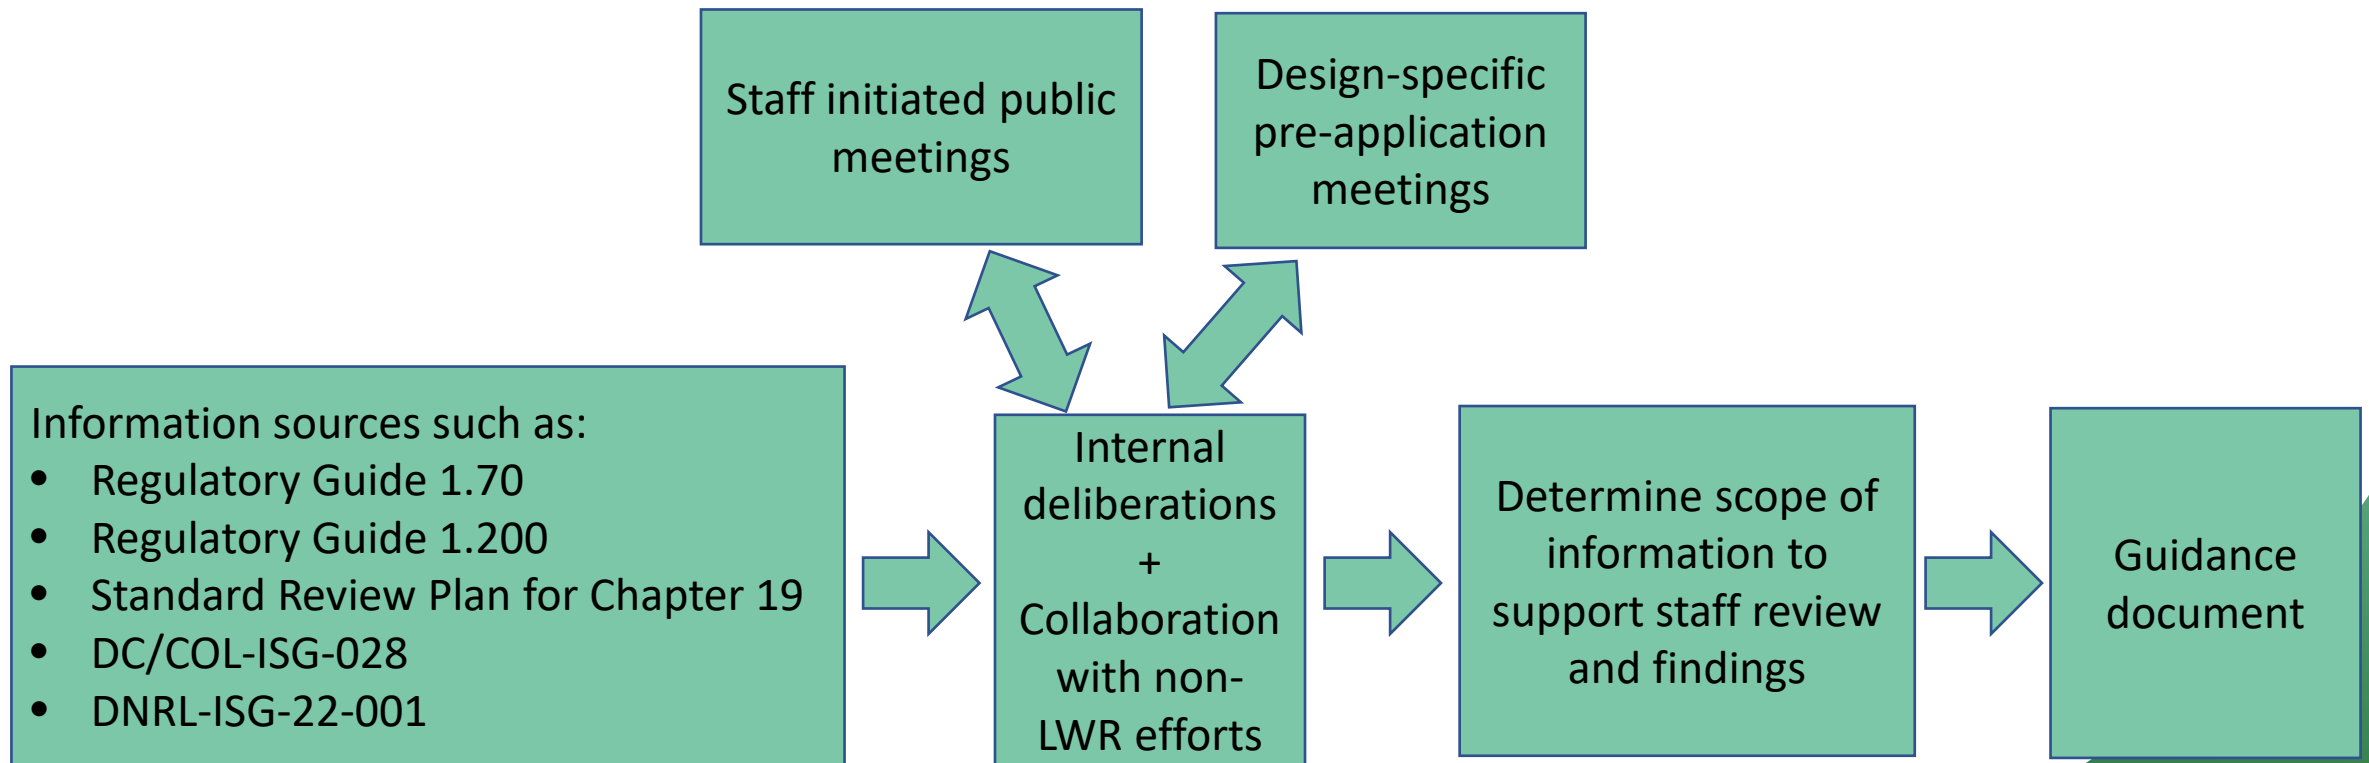 Staff initiated public
meetings
Design-specific
pre-application
meetings
Information sources such as:
• Regulatory Guide 1.70
• Regulatory Guide 1.200
• Standard Review Plan for Chapter 19
• DC/COL-ISG-028
• DNRL-ISG-22-001
Internal
deliberations
+
Collaboration
with non-
LWR efforts
Determine scope of
information to
support staff review
and findings
Guidance
document